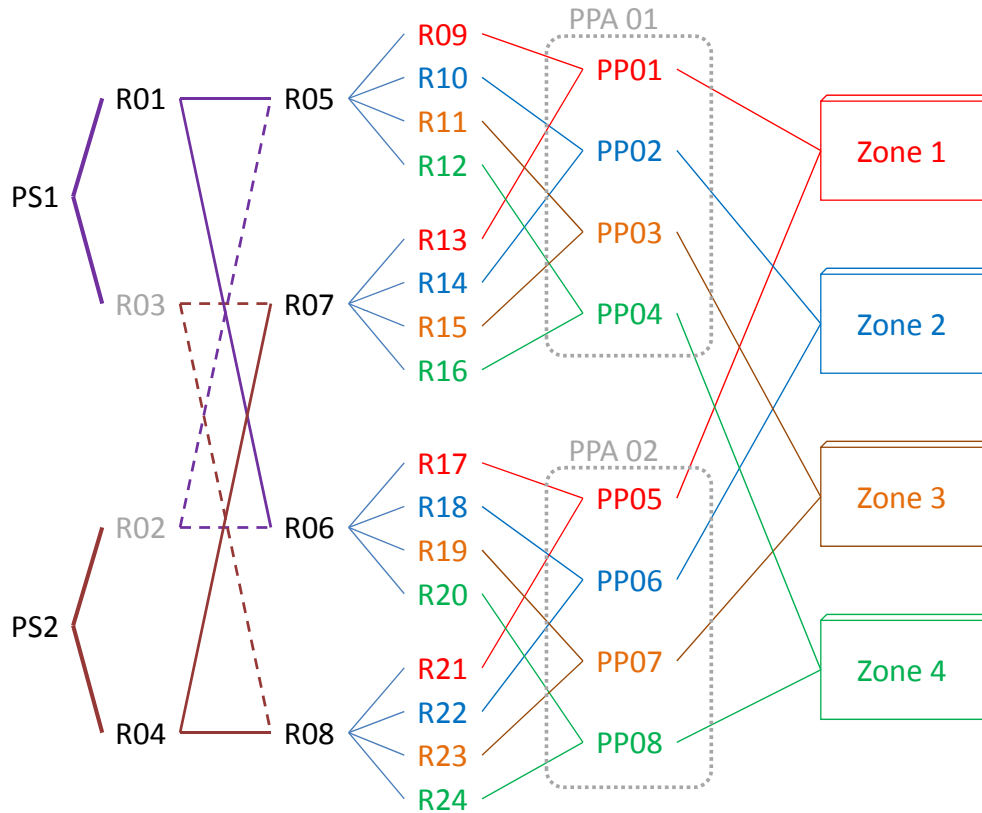 PPA 01
R09
PP01
R10
R01
R05
R11
PP02
Zone 1
R12
PS1
R13
PP03
R14
R03
R07
R15
PP04
Zone 2
R16
PPA 02
R17
PP05
Zone 3
R18
R02
R06
R19
PP06
R20
PS2
R21
PP07
Zone 4
R22
R04
R08
R23
PP08
R24